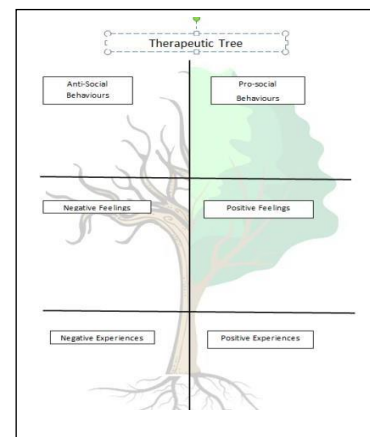 Therapeutic Tree
Anti-Social
Behaviours
Pro-social
Behaviours
Negative Feelings
Positive Feelings
Negative Experiences
Positive Experiences